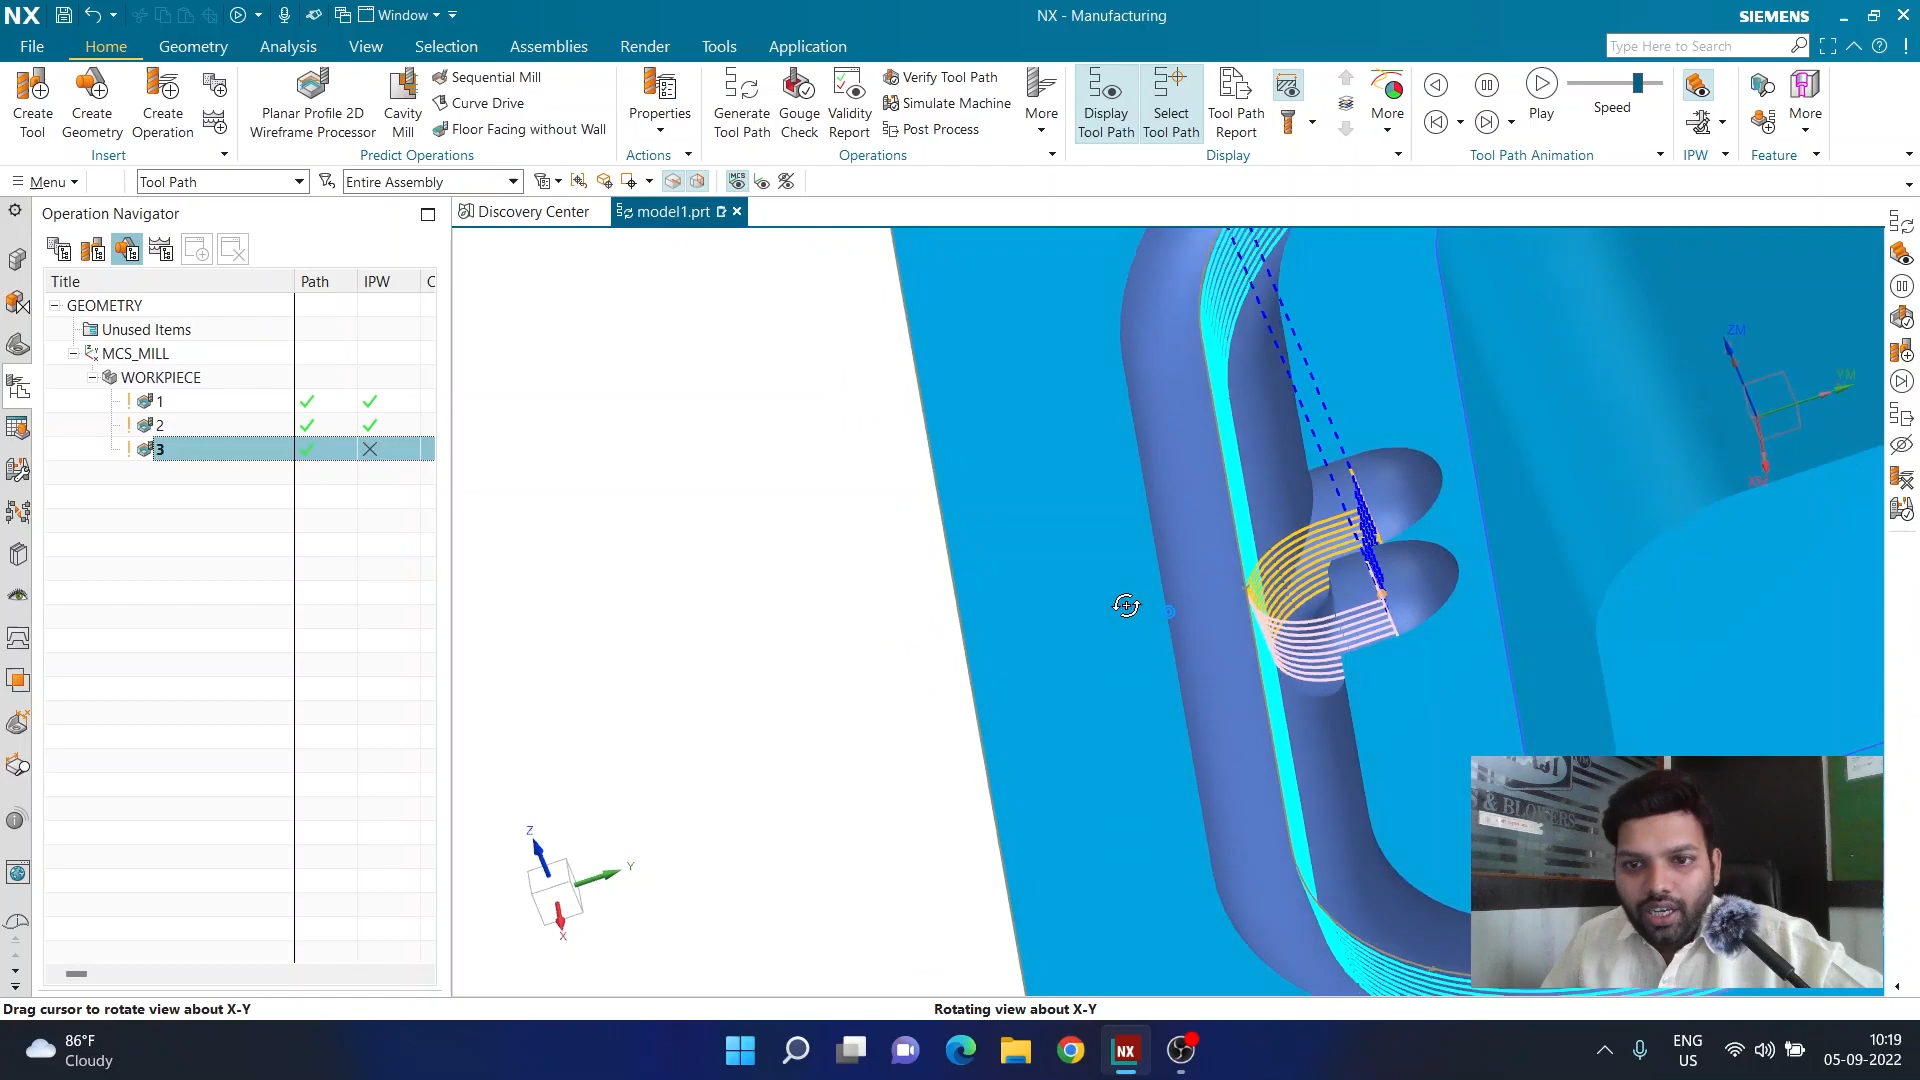 NX
Window
NX - Manufacturing
SIEMENS
File
Home
Geometry
Analysis
View
Selection
Assemblies
Render
Tools
Application
Type Here to Search
Create Tool
Create Geometry
Create Operation
Insert
Planar Profile 2D Wireframe Processor
Cavity Mill
Sequential Mill
Curve Drive
Floor Facing without Wall
Predict Operations
Properties
Actions
Generate Tool Path
Gouge Check
Validity Report
Verify Tool Path
Simulate Machine
Post Process
More
Operations
Display Tool Path
Select Tool Path
Tool Path Report
More
Display
Play
Speed
Tool Path Animation
IPW
More
Feature
Menu
Tool Path
Entire Assembly
MCS
Operation Navigator
Discovery Center
model1.prt
Title
Path
IPW
C
GEOMETRY
Unused Items
MCS_MILL
WORKPIECE
1
2
3
ZM
YM
XM
Z
Y
X
& BLOWERS
Drag cursor to rotate view about X-Y
Rotating view about X-Y
86°F
Cloudy
NX
ENG
US
10:19
05-09-2022